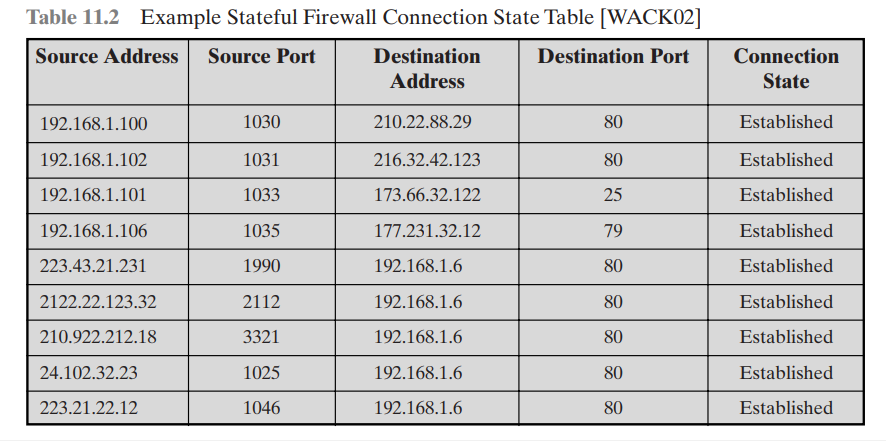 Table 11.2 Example Stateful Firewall Connection State Table [WACK02]
Source Address Source Port Destination Address Destination Port Connection State
192.168.1.100 1030 210.22.88.29 80 Established
192.168.1.102 1031 216.32.42.123 80 Established
192.168.1.101 1033 173.66.32.122 25 Established
192.168.1.106 1035 177.231.32.12 79 Established
223.43.21.231 1990 192.168.1.6 80 Established
2122.22.123.32 2112 192.168.1.6 80 Established
210.922.212.18 3321 192.168.1.6 80 Established
24.102.32.23 1025 192.168.1.6 80 Established
223.21.22.12 1046 192.168.1.6 80 Established